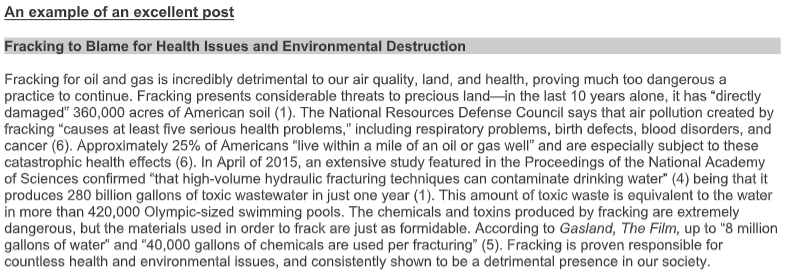 An example of an excellent post
Fracking to Blame for Health Issues and Environmental Destruction
Fracking for oil and gas is incredibly detrimental to our air quality, land, and health, proving much too dangerous a
practice to continue. Fracking presents considerable threats to precious land—in the last 10 years alone, it has “directly
damaged” 360,000 acres of American soil (1). The National Resources Defense Council says that air pollution created by
fracking “causes at least five serious health problems,” including respiratory problems, birth defects, blood disorders, and
cancer (6). Approximately 25% of Americans “live within a mile of an oil or gas well” and are especially subject to these
catastrophic health effects (6). In April of 2015, an extensive study featured in the Proceedings of the National Academy
of Sciences confirmed “that high-volume hydraulic fracturing techniques can contaminate drinking water” (4) being that it
produces 280 billion gallons of toxic wastewater in just one year (1). This amount of toxic waste is equivalent to the water
in more than 420,000 Olympic-sized swimming pools. The chemicals and toxins produced by fracking are extremely
dangerous, but the materials used in order to frack are just as formidable. According to Gasland, The Film, up to “8 million
gallons of water” and “40,000 gallons of chemicals are used per fracturing” (5). Fracking is proven responsible for
countless health and environmental issues, and consistently shown to be a detrimental presence in our society.